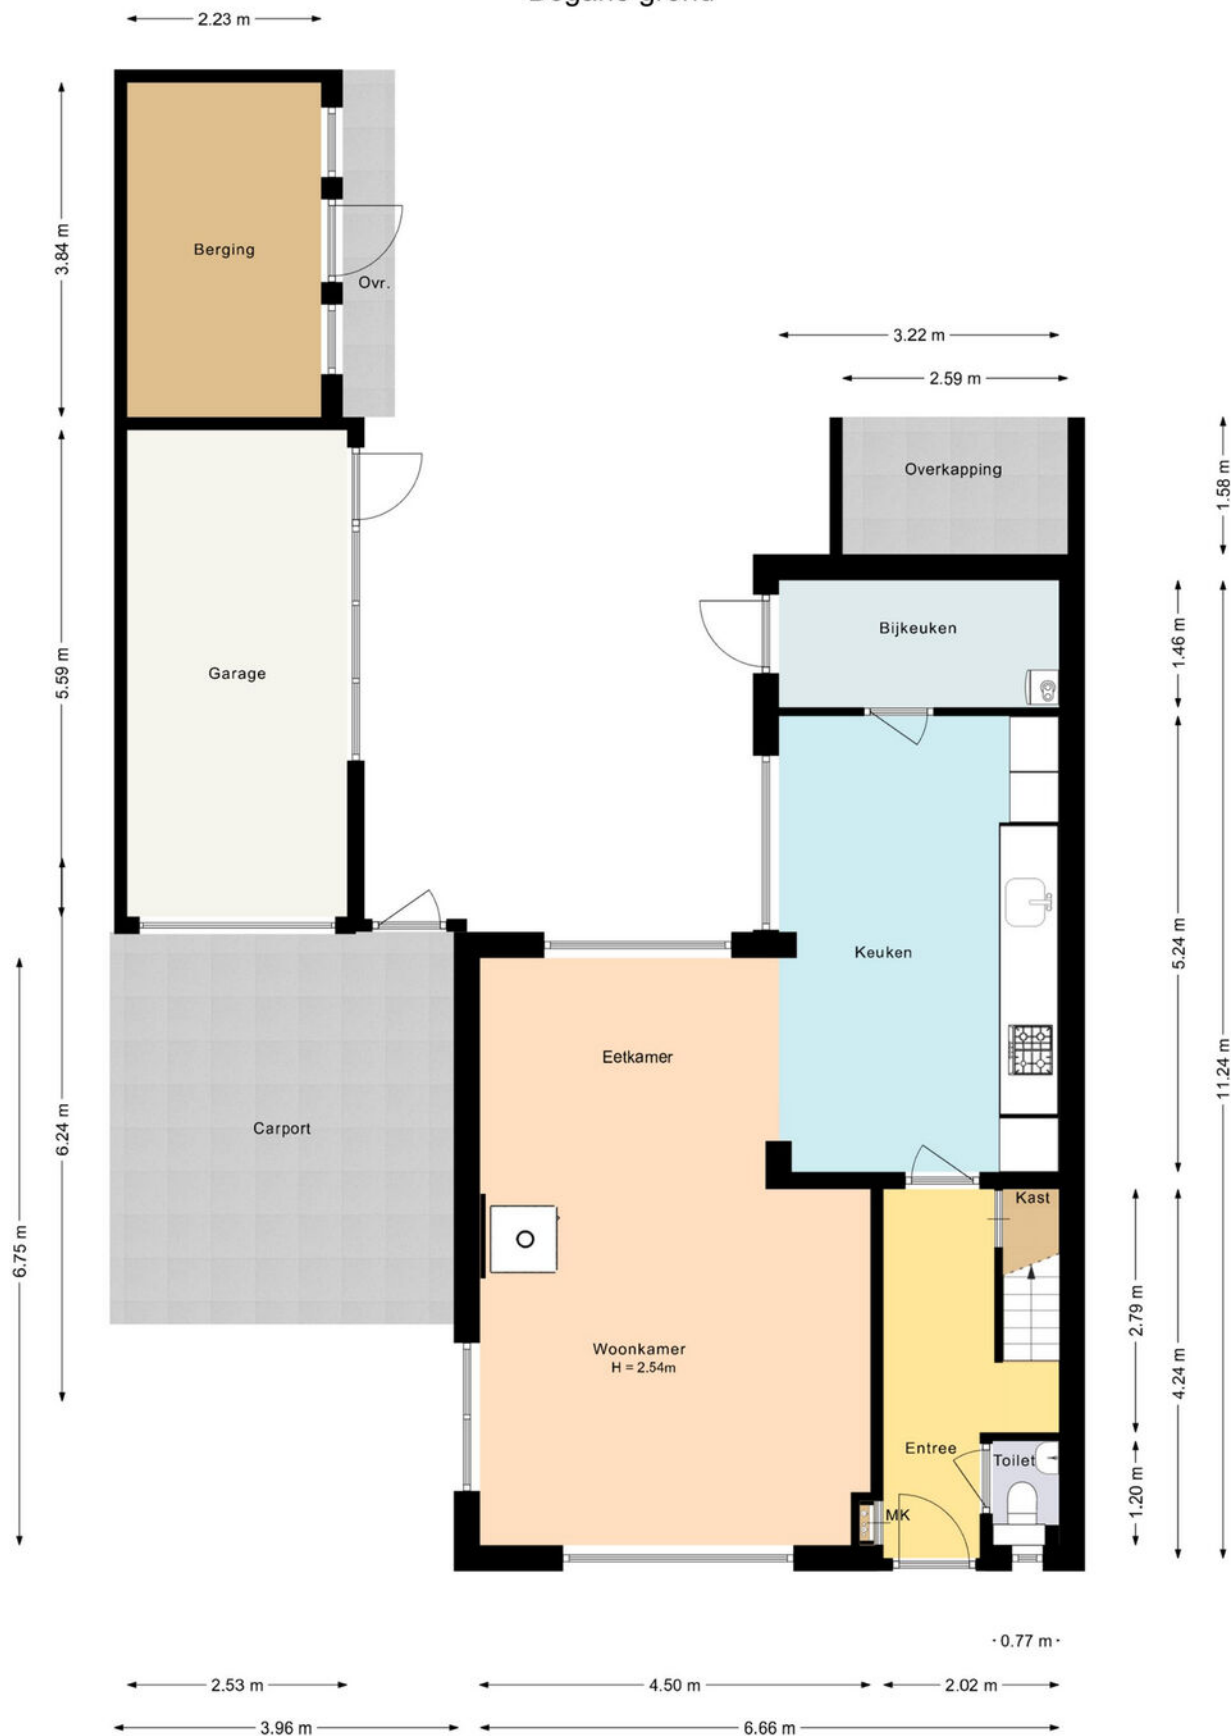 2.23 m
3.84 m
Berging
Ovr.
3.22 m
2.59 m
Overkapping
1.58 m
Bijkeuken
1.46 m
5.59 m
Garage
Keuken
5.24 m
11.24 m
Eetkamer
Carport
6.24 m
6.75 m
Kast
2.79 m
4.24 m
Woonkamer
H = 2.54m
Entree
Toilet
MK
1.20 m
0.77 m
2.53 m
4.50 m
2.02 m
3.96 m
6.66 m